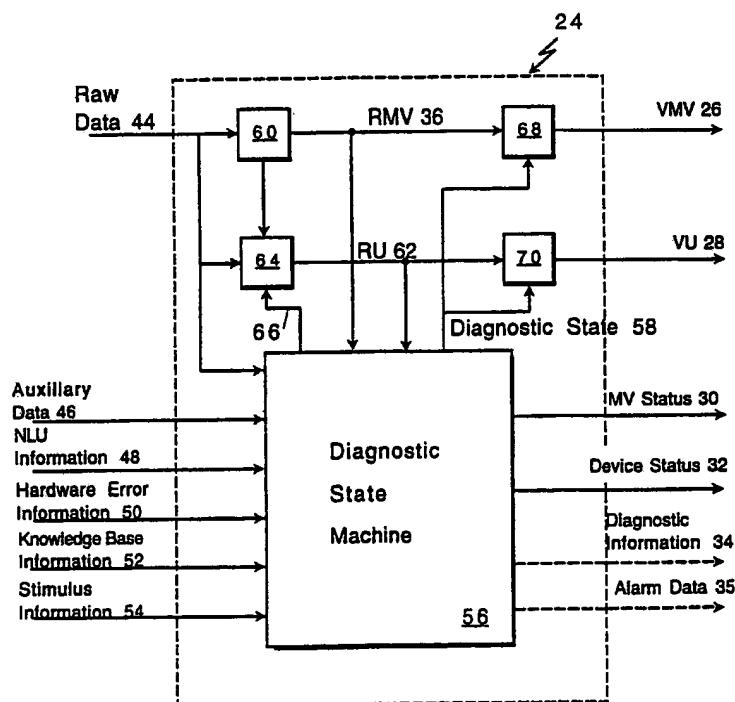 24
Raw
Data 44
60
RMV 36
68
VMV 26
64
RU 62
70
VU 28
66
Diagnostic State 58
Auxillary
Data 46
NLU
Information 48
Hardware Error
Information 50
Knowledge Base
Information 52
Stimulus
Information 54
Diagnostic
State
Machine
56
MV Status 30
Device Status 32
Diagnostic
Information 34
Alarm Data 35